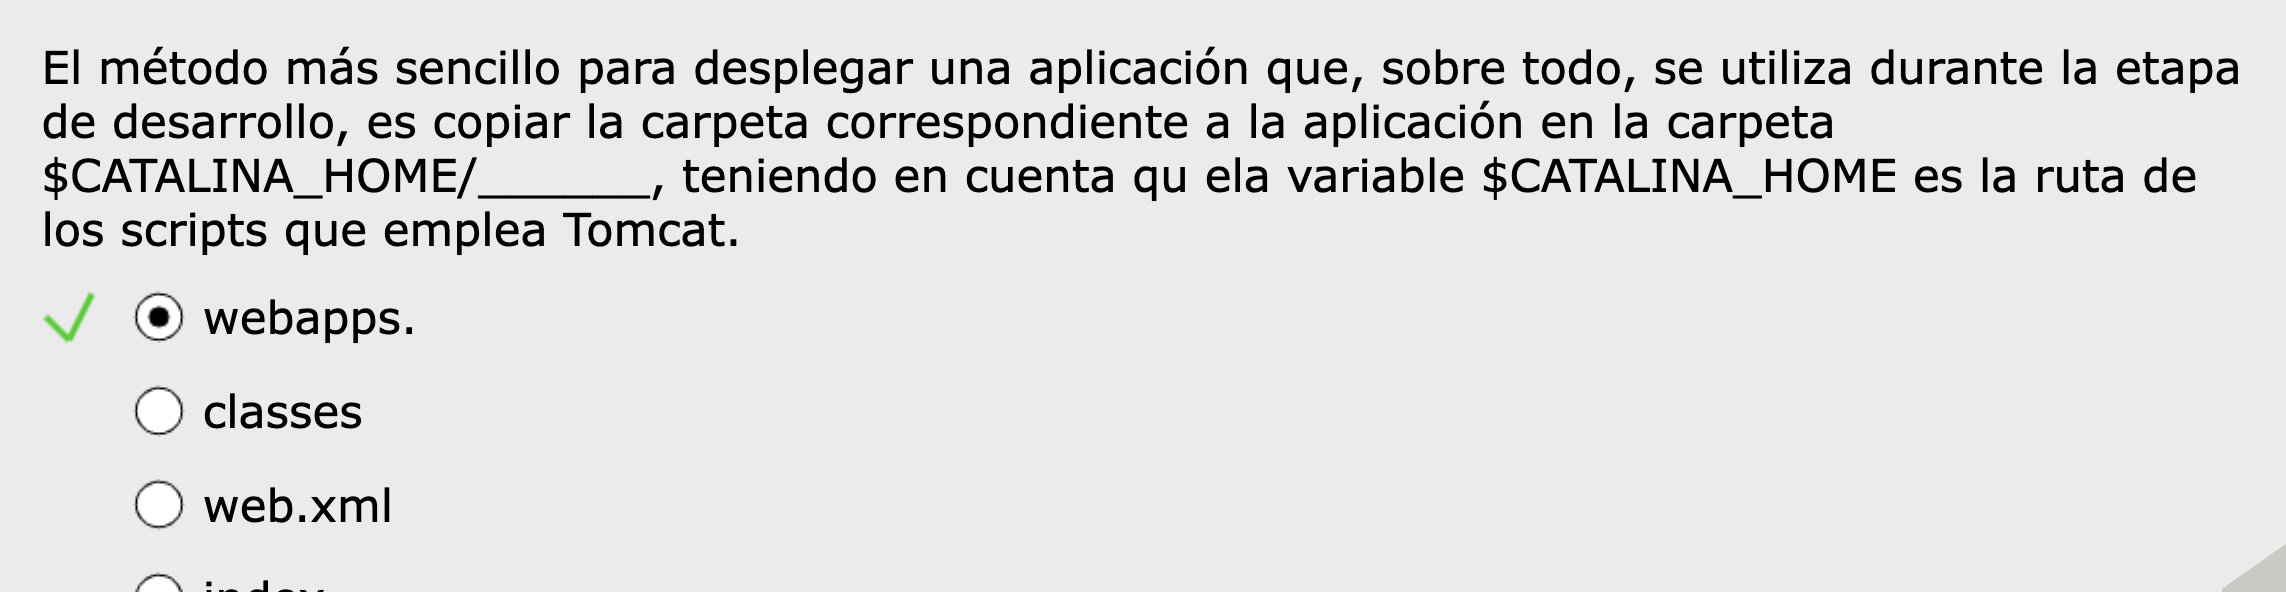 El método más sencillo para desplegar una aplicación que, sobre todo, se utiliza durante la etapa
de desarrollo, es copiar la carpeta correspondiente a la aplicación en la carpeta
$CATALINA_HOME/______, teniendo en cuenta qu ela variable $CATALINA_HOME es la ruta de
los scripts que emplea Tomcat.
webapps.
classes
web.xml
index